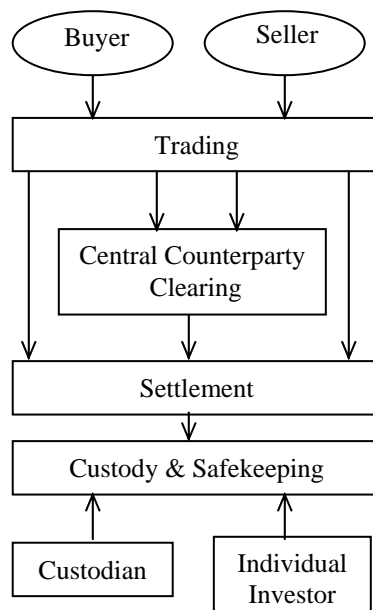 Buyer
Seller
Trading
Central Counterparty
Clearing
Settlement
Custody & Safekeeping
Custodian
Individual
Investor